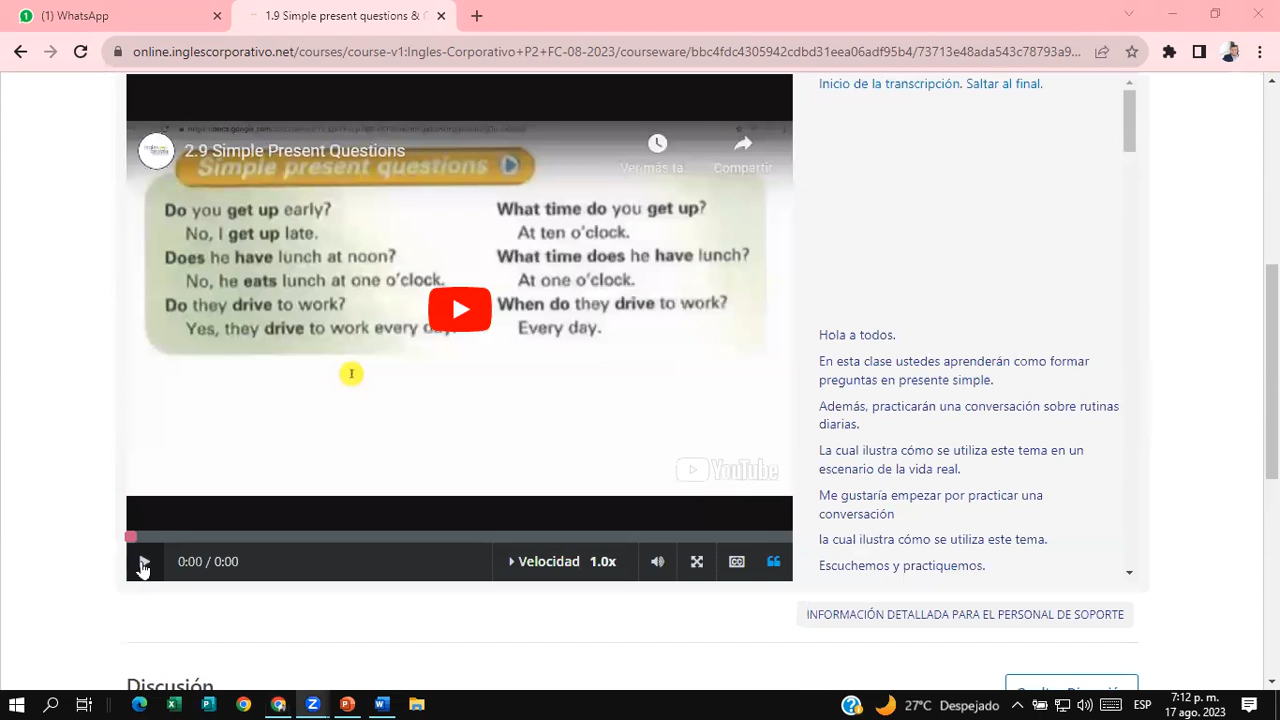 (1) WhatsApp
1.9 Simple present questions &
online.inglescorporativo.net/courses/course-v1:Ingles-Corporativo+P2+FC-08-2023/courseware/bbc4fdc4305942cdbd31eea06adf95b4/73713e48ada543c78793a9...
2.9 Simple Present Questions
Ver más ta...
Compartir
Simple present questions
Do you get up early?
No, I get up late.
Does he have lunch at noon?
No, he eats lunch at one o'clock.
Do they drive to work?
Yes, they drive to work every day.
What time do you get up?
At ten o'clock.
What time does he have lunch?
At one o'clock.
When do they drive to work?
Every day.
YouTube
0:00 / 0:00
Velocidad 1.0x
Inicio de la transcripción. Saltar al final.
Hola a todos.
En esta clase ustedes aprenderán como formar
preguntas en presente simple.
Además, practicarán una conversación sobre rutinas
diarias.
La cual ilustra cómo se utiliza este tema en un
escenario de la vida real.
Me gustaría empezar por practicar una
conversación
la cual ilustra cómo se utiliza este tema.
Escuchemos y practiquemos.
INFORMACIÓN DETALLADA PARA EL PERSONAL DE SOPORTE
Discusión
27°C Despejado
ESP
7:12 p. m.
17 ago. 2023